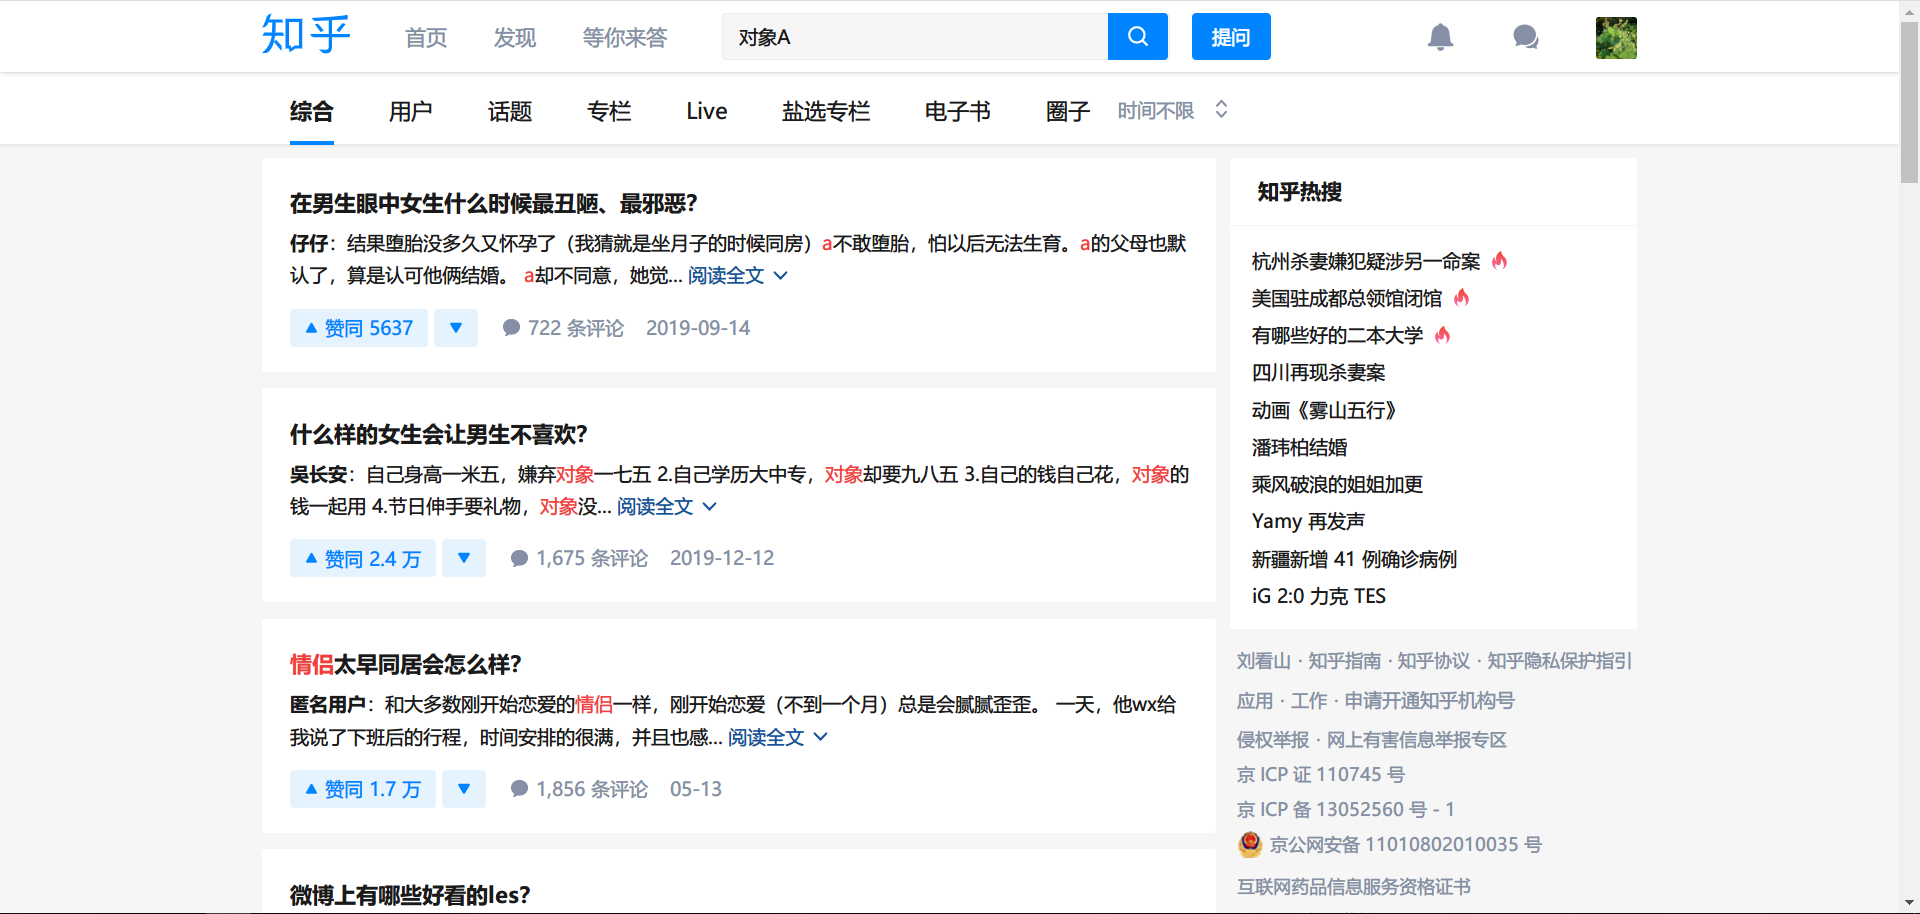 知乎 首页 发现 等你来答 对象A 提问
综合 用户 话题 专栏 Live 盐选专栏 电子书 圈子 时间不限
在男生眼中女生什么时候最丑陋、最邪恶?
仔仔：结果堕胎没多久又怀孕了（我猜就是坐月子的时候同房）a不敢堕胎，怕以后无法生育。a的父母也默
认了，算是认可他俩结婚。 a却不同意，她觉... 阅读全文
赞同 5637 722 条评论 2019-09-14
什么样的女生会让男生不喜欢?
吳长安：自己身高一米五，嫌弃对象一七五 2.自己学历大中专，对象却要九八五 3.自己的钱自己花，对象的
钱一起用 4.节日伸手要礼物，对象没... 阅读全文
赞同 2.4 万 1,675 条评论 2019-12-12
情侣太早同居会怎么样?
匿名用户：和大多数刚开始恋爱的情侣一样，刚开始恋爱（不到一个月）总是会腻腻歪歪。 一天，他wx给
我说了下班后的行程，时间安排的很满，并且也感... 阅读全文
赞同 1.7 万 1,856 条评论 05-13
微博上有哪些好看的les?
知乎热搜
杭州杀妻嫌犯疑涉另一命案
美国驻成都总领馆闭馆
有哪些好的二本大学
四川再现杀妻案
动画《雾山五行》
潘玮柏结婚
乘风破浪的姐姐加更
Yamy 再发声
新疆新增 41 例确诊病例
iG 2:0 力克 TES
刘看山 · 知乎指南 · 知乎协议 · 知乎隐私保护指引
应用 · 工作 · 申请开通知乎机构号
侵权举报 · 网上有害信息举报专区
京 ICP 证 110745 号
京 ICP 备 13052560 号 - 1
京公网安备 11010802010035 号
互联网药品信息服务资格证书